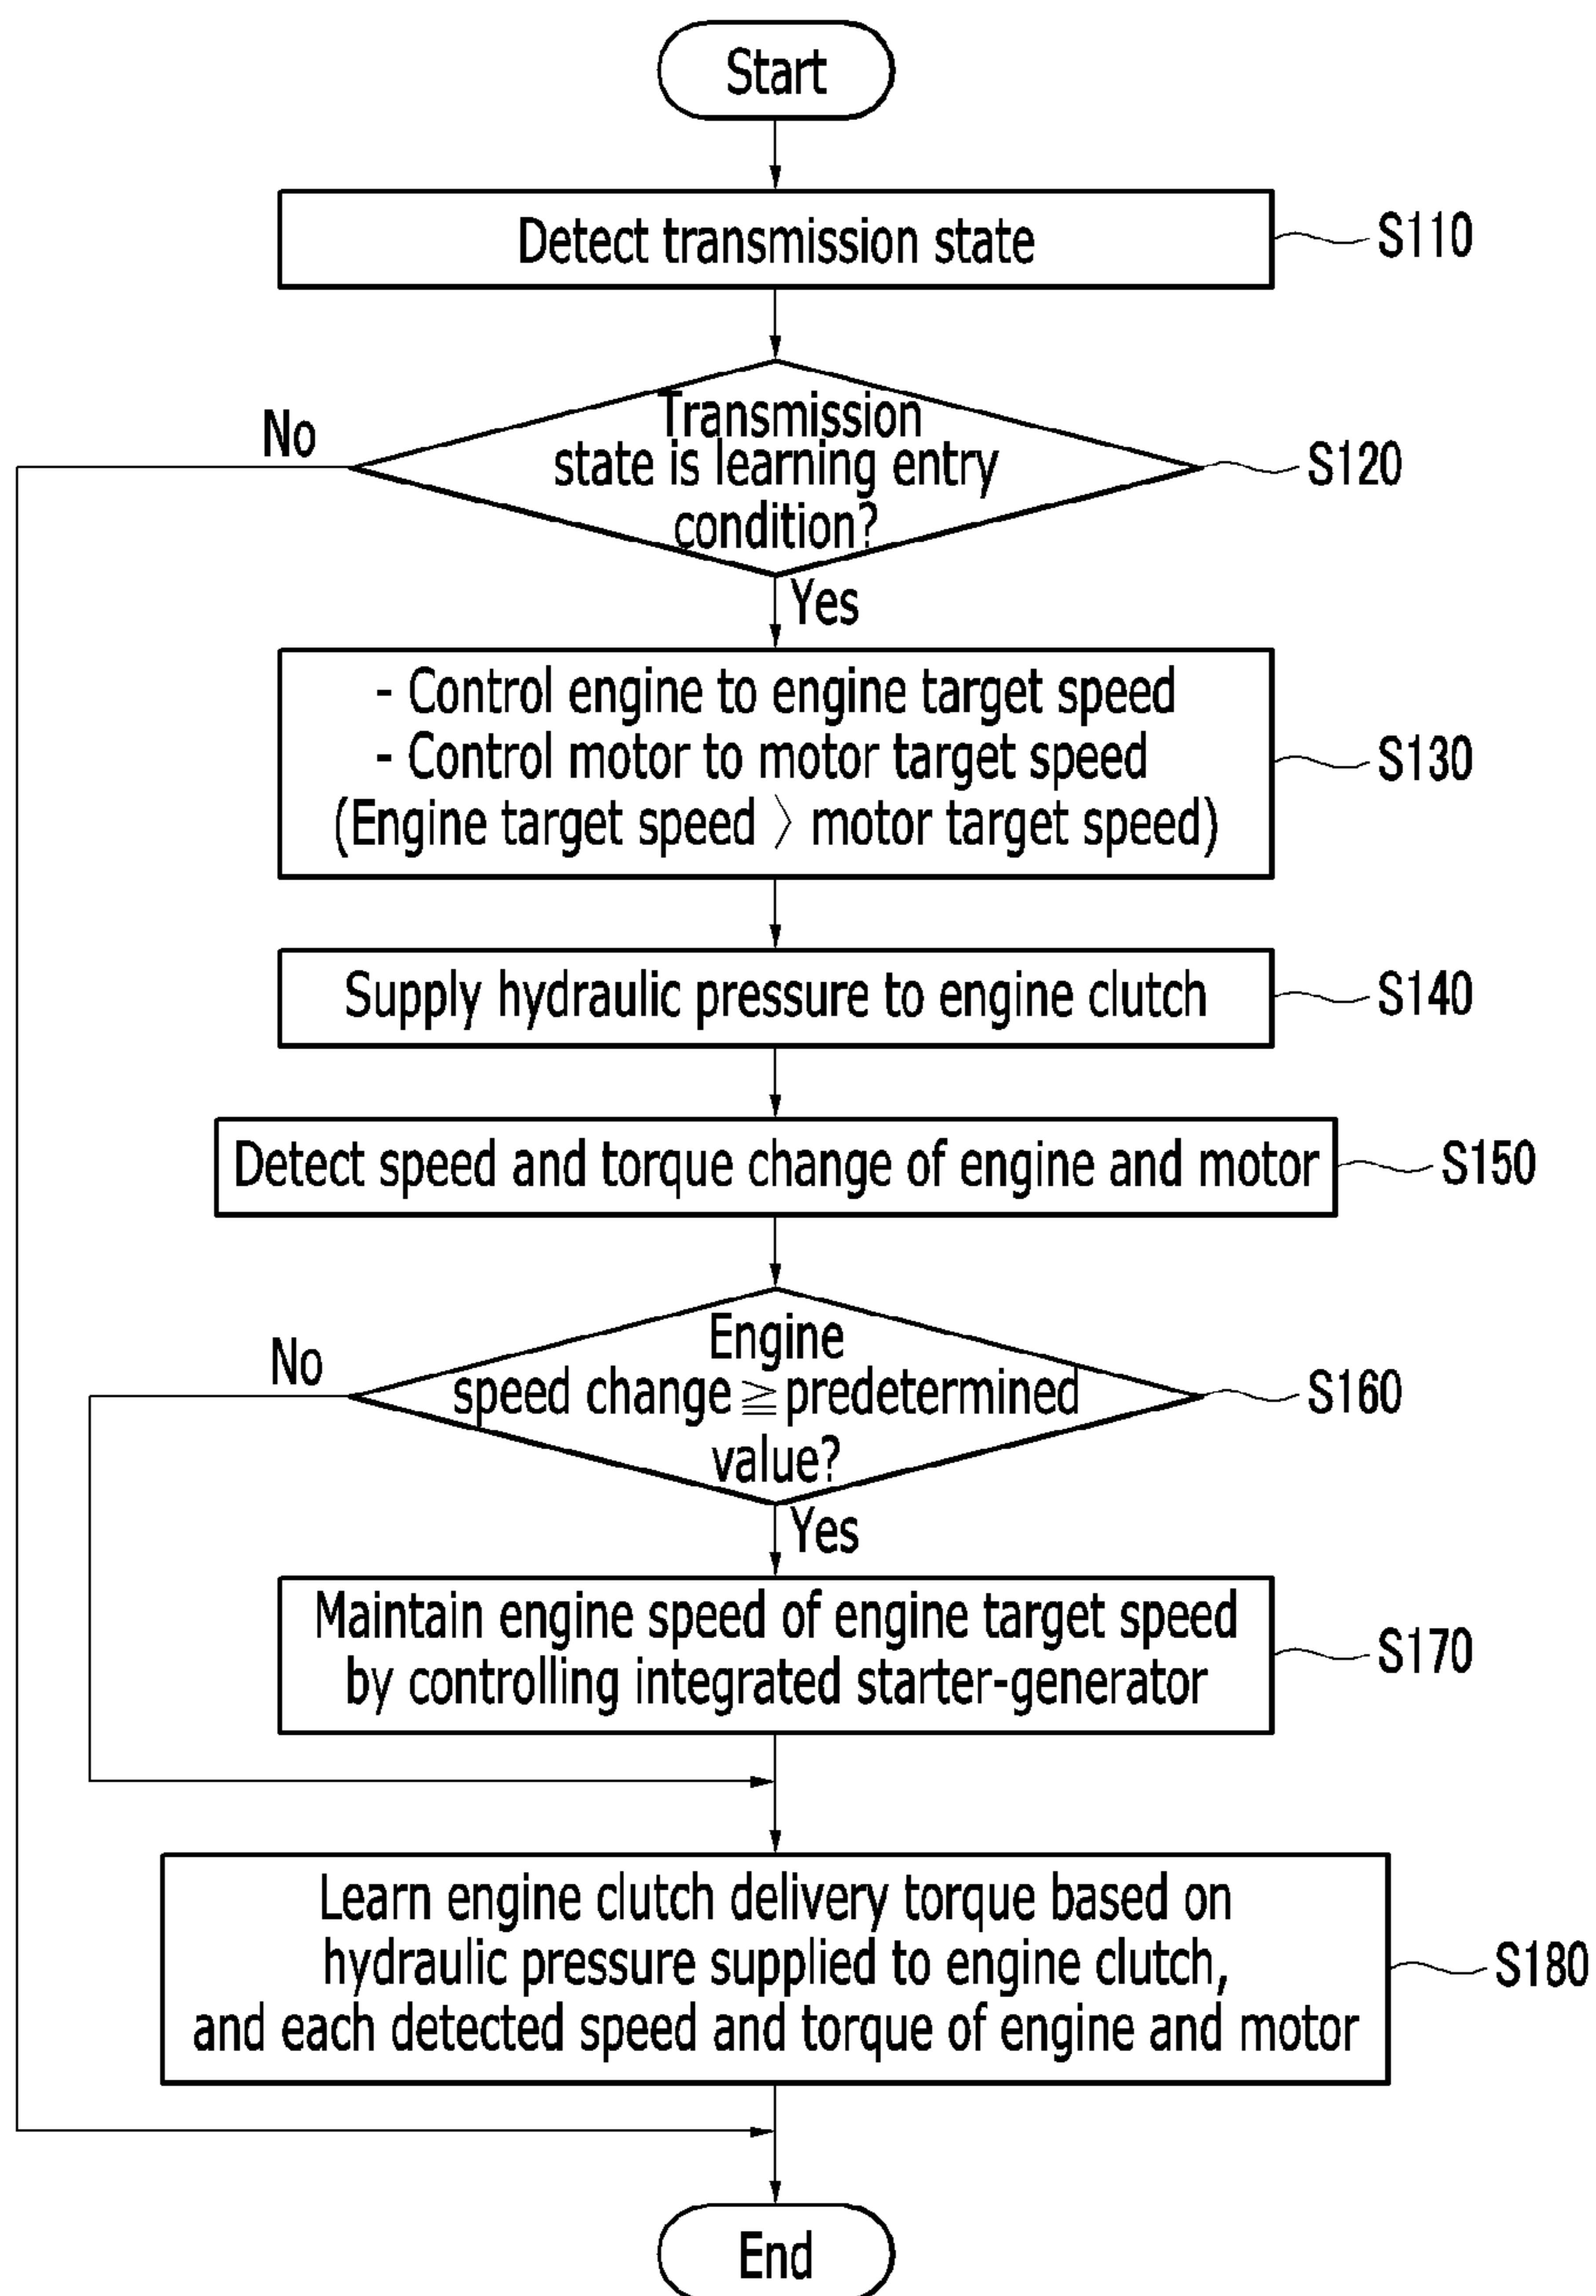 Start
Detect transmission state
S110
Transmission
state is learning entry
condition?
No
S120
Yes
- Control engine to engine target speed
- Control motor to motor target speed
(Engine target speed > motor target speed)
S130
Supply hydraulic pressure to engine clutch
S140
Detect speed and torque change of engine and motor
S150
Engine
speed change ≧ predetermined
value?
No
S160
Yes
Maintain engine speed of engine target speed
by controlling integrated starter-generator
S170
Learn engine clutch delivery torque based on
hydraulic pressure supplied to engine clutch,
and each detected speed and torque of engine and motor
S180
End